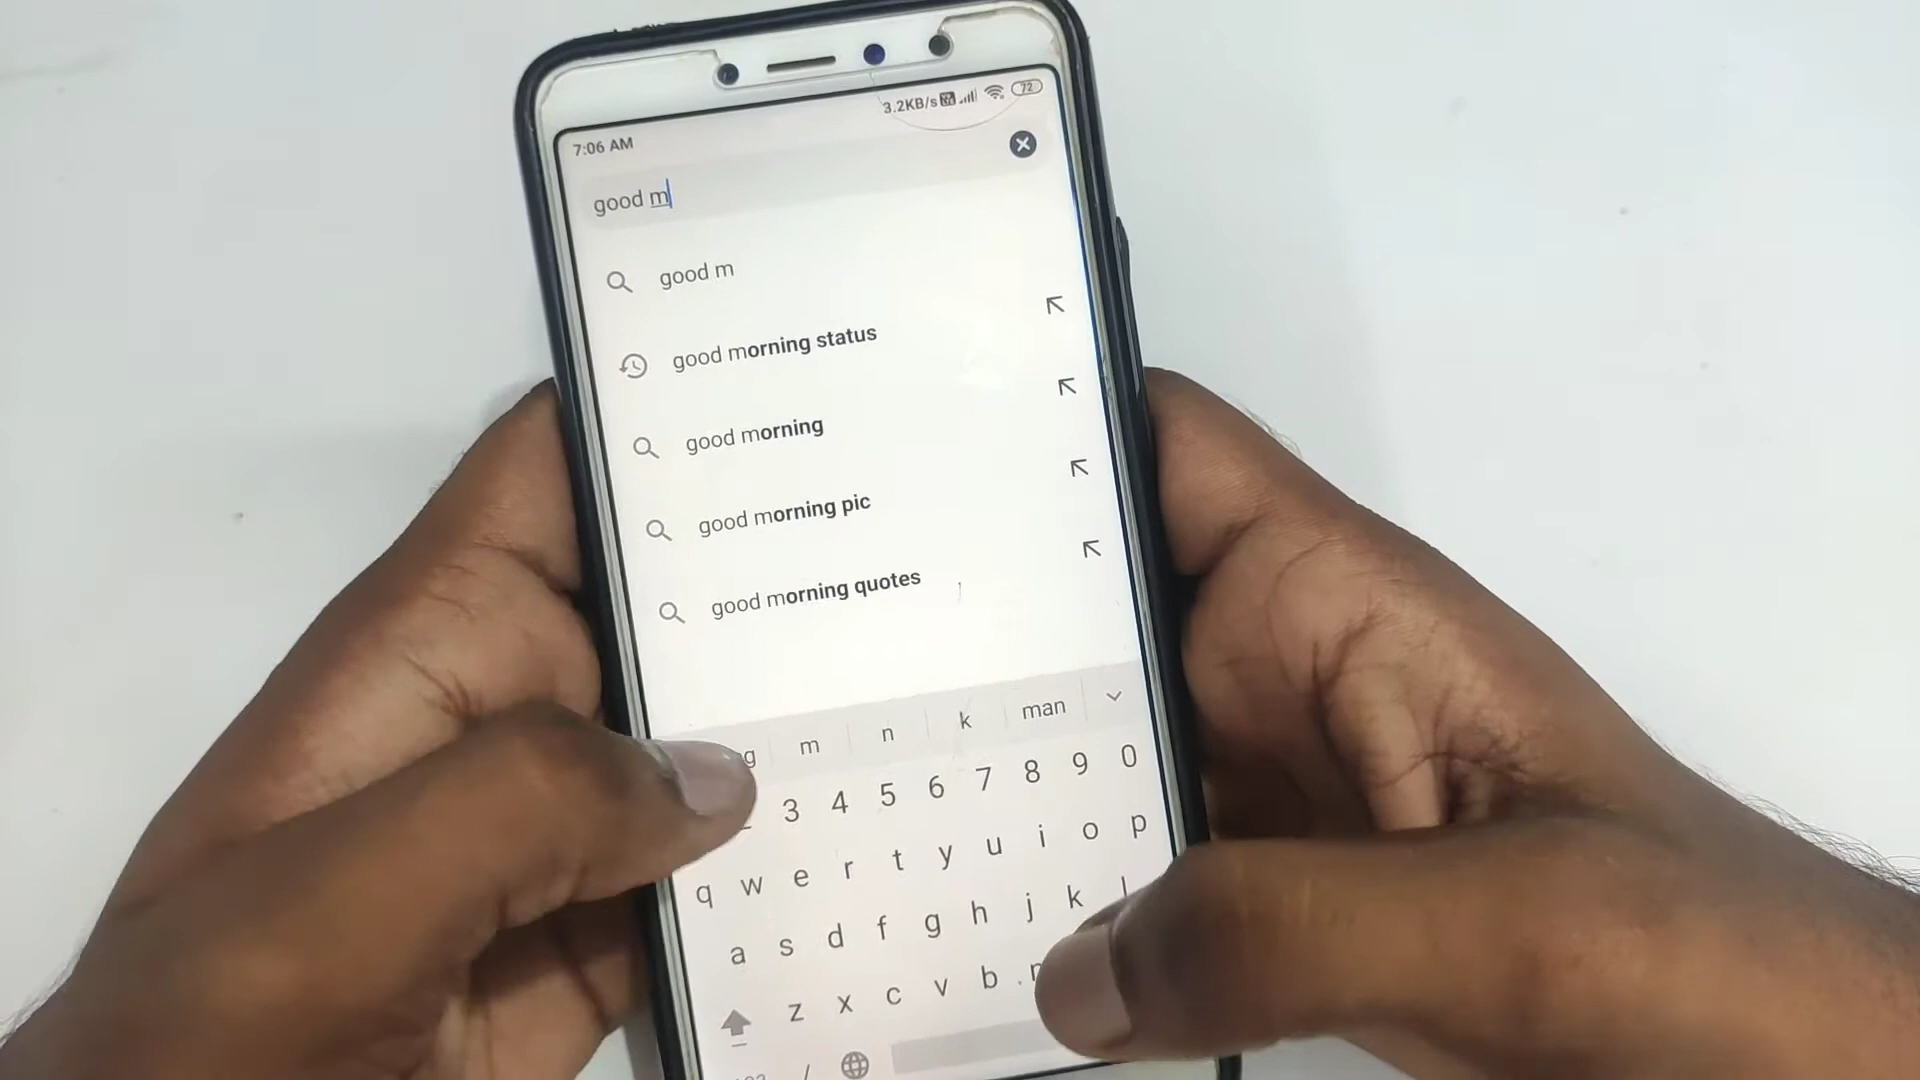 3.2KB/s 72
7:06 AM
good m
good m
good morning status
good morning
good morning pic
good morning quotes
g m n k man
3 4 5 6 7 8 9 0
q w e r t y u i o p
a s d f g h j k l
z x c v b
/